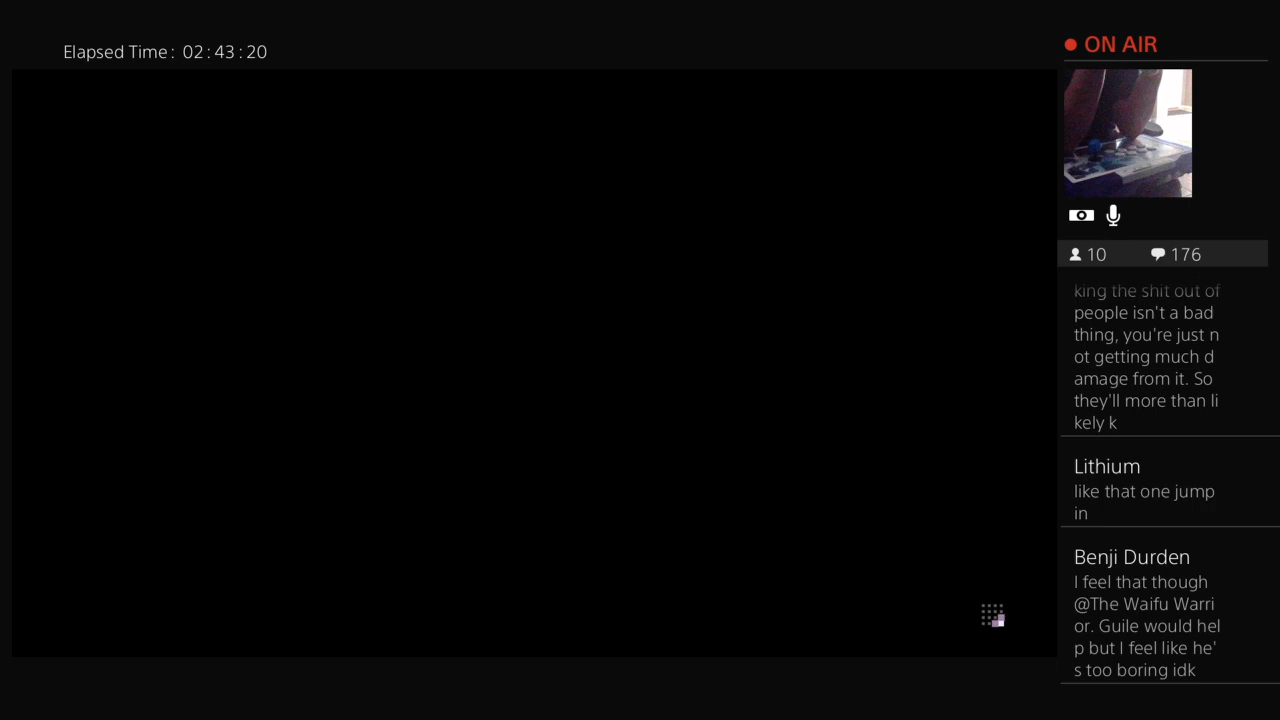 Elapsed Time: 02:43:20
ON AIR
10 176
king the shit out of
people isn't a bad
thing, you're just n
ot getting much d
amage from it. So
they'll more than li
kely k
Lithium
like that one jump
in
Benji Durden
I feel that though
@The Waifu Warri
or. Guile would hel
p but I feel like he'
s too boring idk